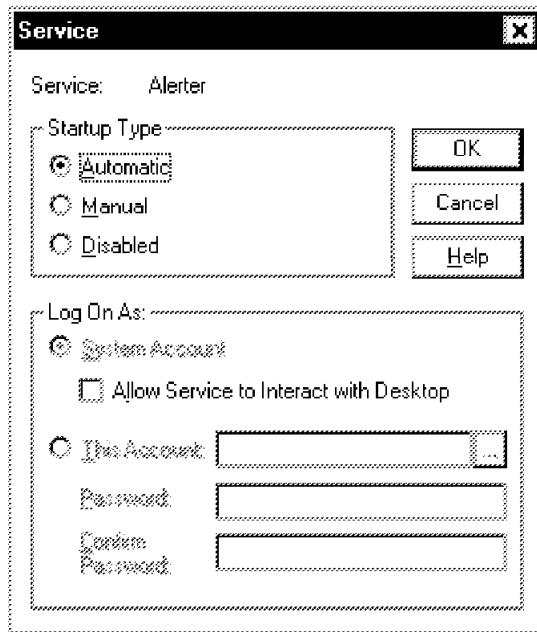 Service
Service: Alerter
Startup Type
Automatic
Manual
Disabled
OK
Cancel
Help
Log On As:
System Account
Allow Service to Interact with Desktop
This Account:
...
Password:
Confirm
Password: